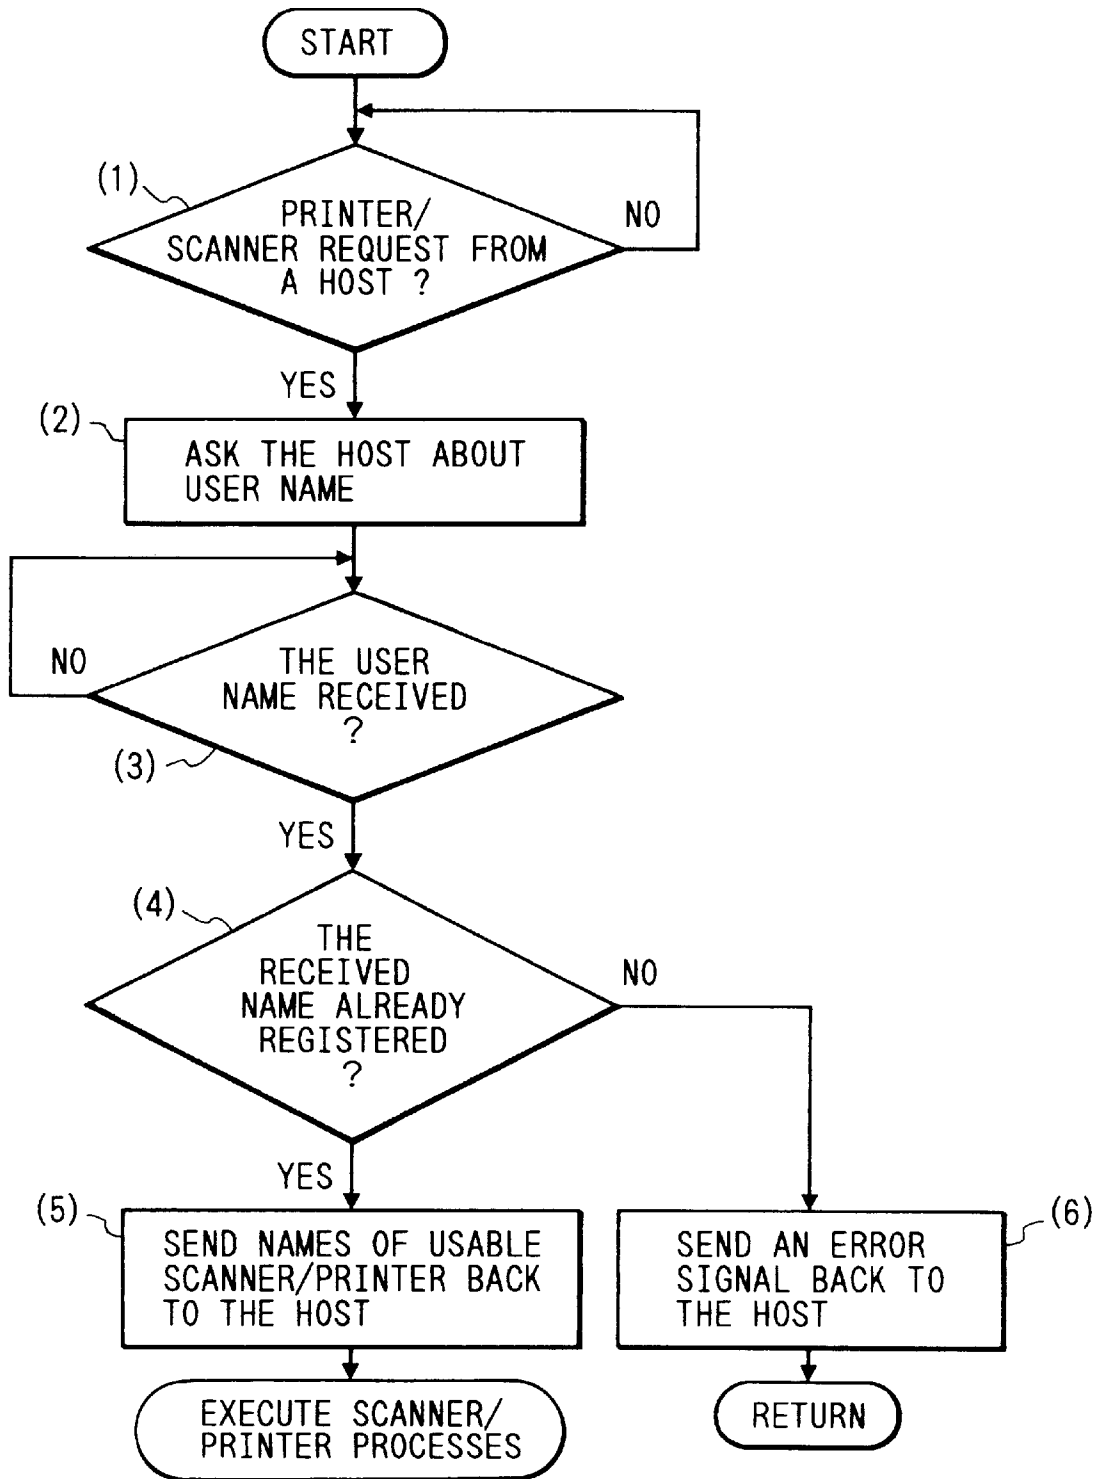 START
(1)
PRINTER/
SCANNER REQUEST FROM
A HOST ?
NO
YES
(2)
ASK THE HOST ABOUT
USER NAME
NO
THE USER
NAME RECEIVED
?
(3)
YES
(4)
THE
RECEIVED
NAME ALREADY
REGISTERED
?
NO
YES
(5)
SEND NAMES OF USABLE
SCANNER/PRINTER BACK
TO THE HOST
(6)
SEND AN ERROR
SIGNAL BACK TO
THE HOST
EXECUTE SCANNER/
PRINTER PROCESSES
RETURN